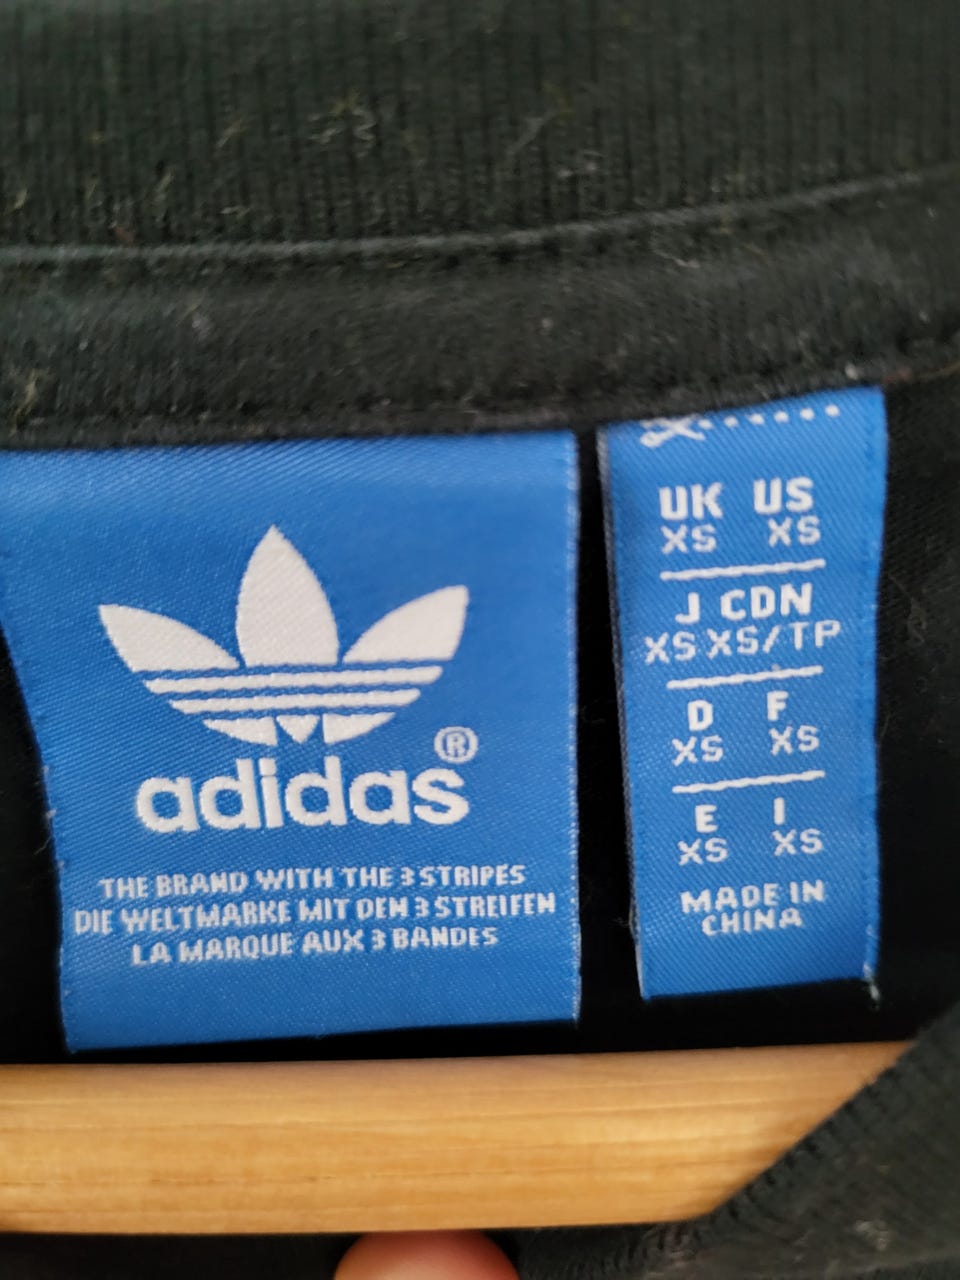 adidas®
THE BRAND WITH THE 3 STRIPES
DIE WELTMARKE MIT DEN 3 STREIFEN
LA MARQUE AUX 3 BANDES
UK US
XS XS
J CDN
XS XS/TP
D F
XS XS
E I
XS XS
MADE IN
CHINA